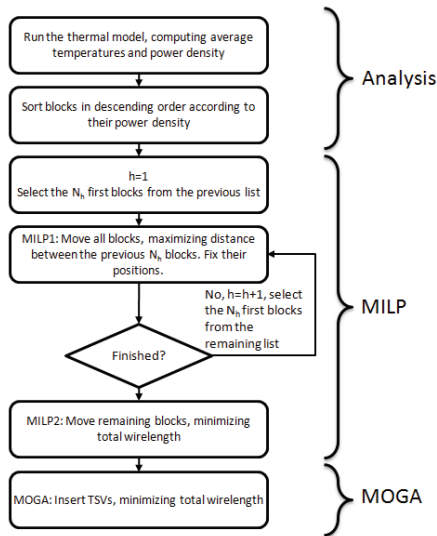 Run the thermal model, computing average
temperatures and power density
Analysis
Sort blocks in descending order according to
their power density
h=1
Select the Nh first blocks from the previous list
MILP1: Move all blocks, maximizing distance
between the previous Nh blocks. Fix their
positions.
No, h=h+1, select
the Nh first blocks
from the
remaining list
MILP
Finished?
MILP2: Move remaining blocks, minimizing
total wirelength
MOGA: Insert TSVs, minimizing total wirelength
MOGA